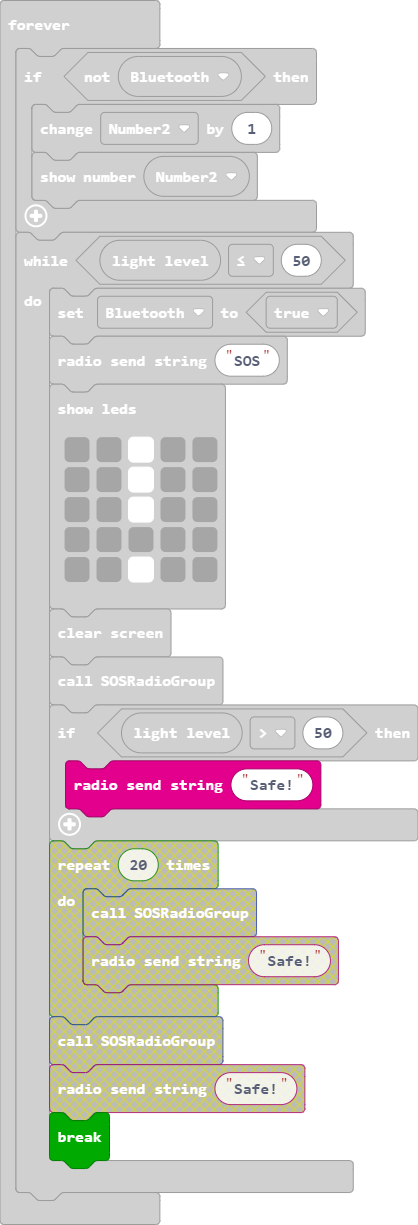 forever
if not Bluetooth then
change Number2 by 1
show number Number2
while light level ≤ 50
do
set Bluetooth to true
radio send string "SOS"
show leds
clear screen
call SOSRadioGroup
if light level > 50 then
radio send string "Safe!"
repeat 20 times
do
call SOSRadioGroup
radio send string "Safe!"
call SOSRadioGroup
radio send string "Safe!"
break